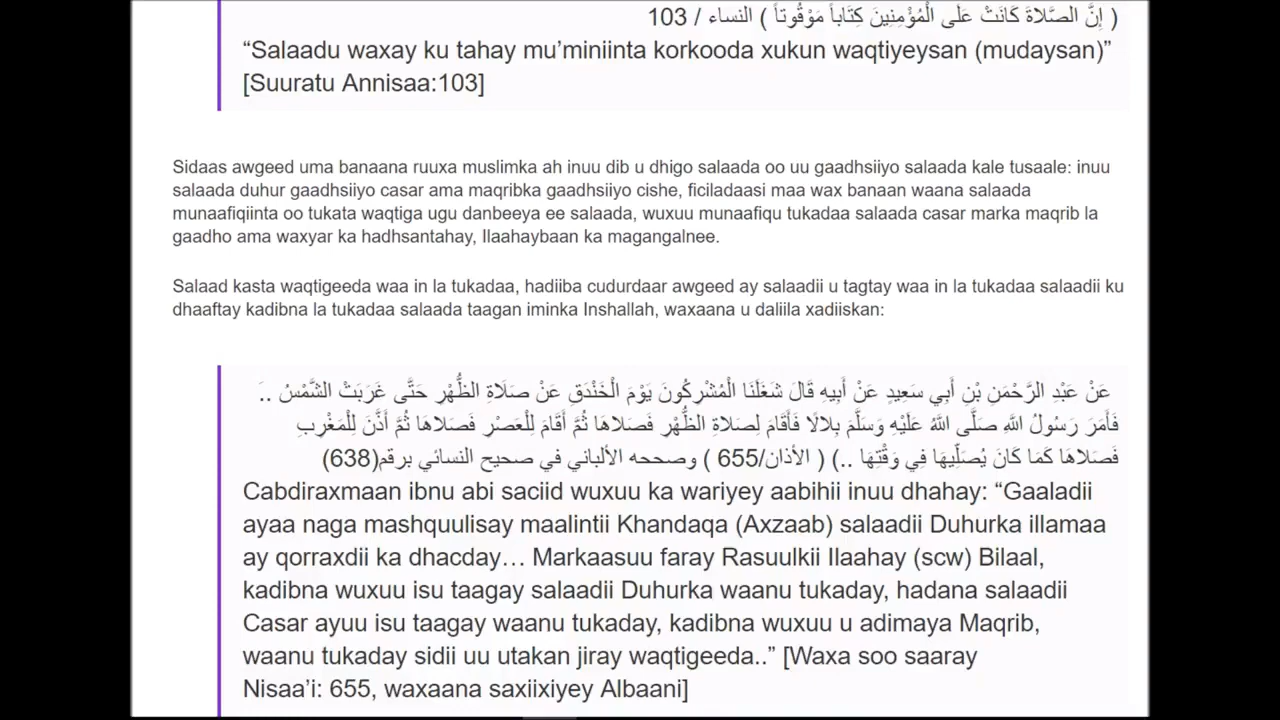 ( إِنَّ الصَّلاةَ كَانَتْ عَلَى الْمُؤْمِنِينَ كِتَاباً مَوْقُوتاً ) النساء / 103
“Salaadu waxay ku tahay mu’miniinta korkooda xukun waqtiyeysan (mudaysan)”
[Suuratu Annisaa:103]
Sidaas awgeed uma banaana ruuxa muslimka ah inuu dib u dhigo salaada oo uu gaadhsiiyo salaada kale tusaale: inuu
salaada duhur gaadhsiiyo casar ama maqribka gaadhsiiyo cishe, ficiladaasi maa wax banaan waana salaada
munaafiqiinta oo tukata waqtiga ugu danbeeya ee salaada, wuxuu munaafiqu tukadaa salaada casar marka maqrib la
gaadho ama waxyar ka hadhsantahay, Ilaahaybaan ka magangalnee.
Salaad kasta waqtigeeda waa in la tukadaa, hadiiba cudurdaar awgeed ay salaadii u tagtay waa in la tukadaa salaadii ku
dhaaftay kadibna la tukadaa salaada taagan iminka Inshallah, waxaana u daliila xadiiskan:
عَنْ عَبْدِ الرَّحْمَنِ بْنِ أَبِي سَعِيدٍ عَنْ أَبِيهِ قَالَ شَغَلَنَا الْمُشْرِكُونَ يَوْمَ الْخَنْدَقِ عَنْ صَلَاةِ الظُّهْرِ حَتَّى غَرَبَتْ الشَّمْسُ ..َ
فَأَمَرَ رَسُولُ اللَّهِ صَلَّى اللَّهُ عَلَيْهِ وَسَلَّمَ بِلالًا فَأَقَامَ لِصَلاةِ الظُّهْرِ فَصَلاهَا ثُمَّ أَقَامَ لِلْعَصْرِ فَصَلاهَا ثُمَّ أَذَّنَ لِلْمَغْرِبِ
فَصَلاهَا كَمَا كَانَ يُصَلِّيهَا فِي وَقْتِهَا ..) ( الأذان/655 ) وصححه الألباني في صحيح النسائي برقم(638)
Cabdiraxmaan ibnu abi saciid wuxuu ka wariyey aabihii inuu dhahay: “Gaaladii
ayaa naga mashquulisay maalintii Khandaqa (Axzaab) salaadii Duhurka illamaa
ay qorraxdii ka dhacday… Markaasuu faray Rasuulkii Ilaahay (scw) Bilaal,
kadibna wuxuu isu taagay salaadii Duhurka waanu tukaday, hadana salaadii
Casar ayuu isu taagay waanu tukaday, kadibna wuxuu u adimaya Maqrib,
waanu tukaday sidii uu utakan jiray waqtigeeda..” [Waxa soo saaray
Nisaa’i: 655, waxaana saxiixiyey Albaani]